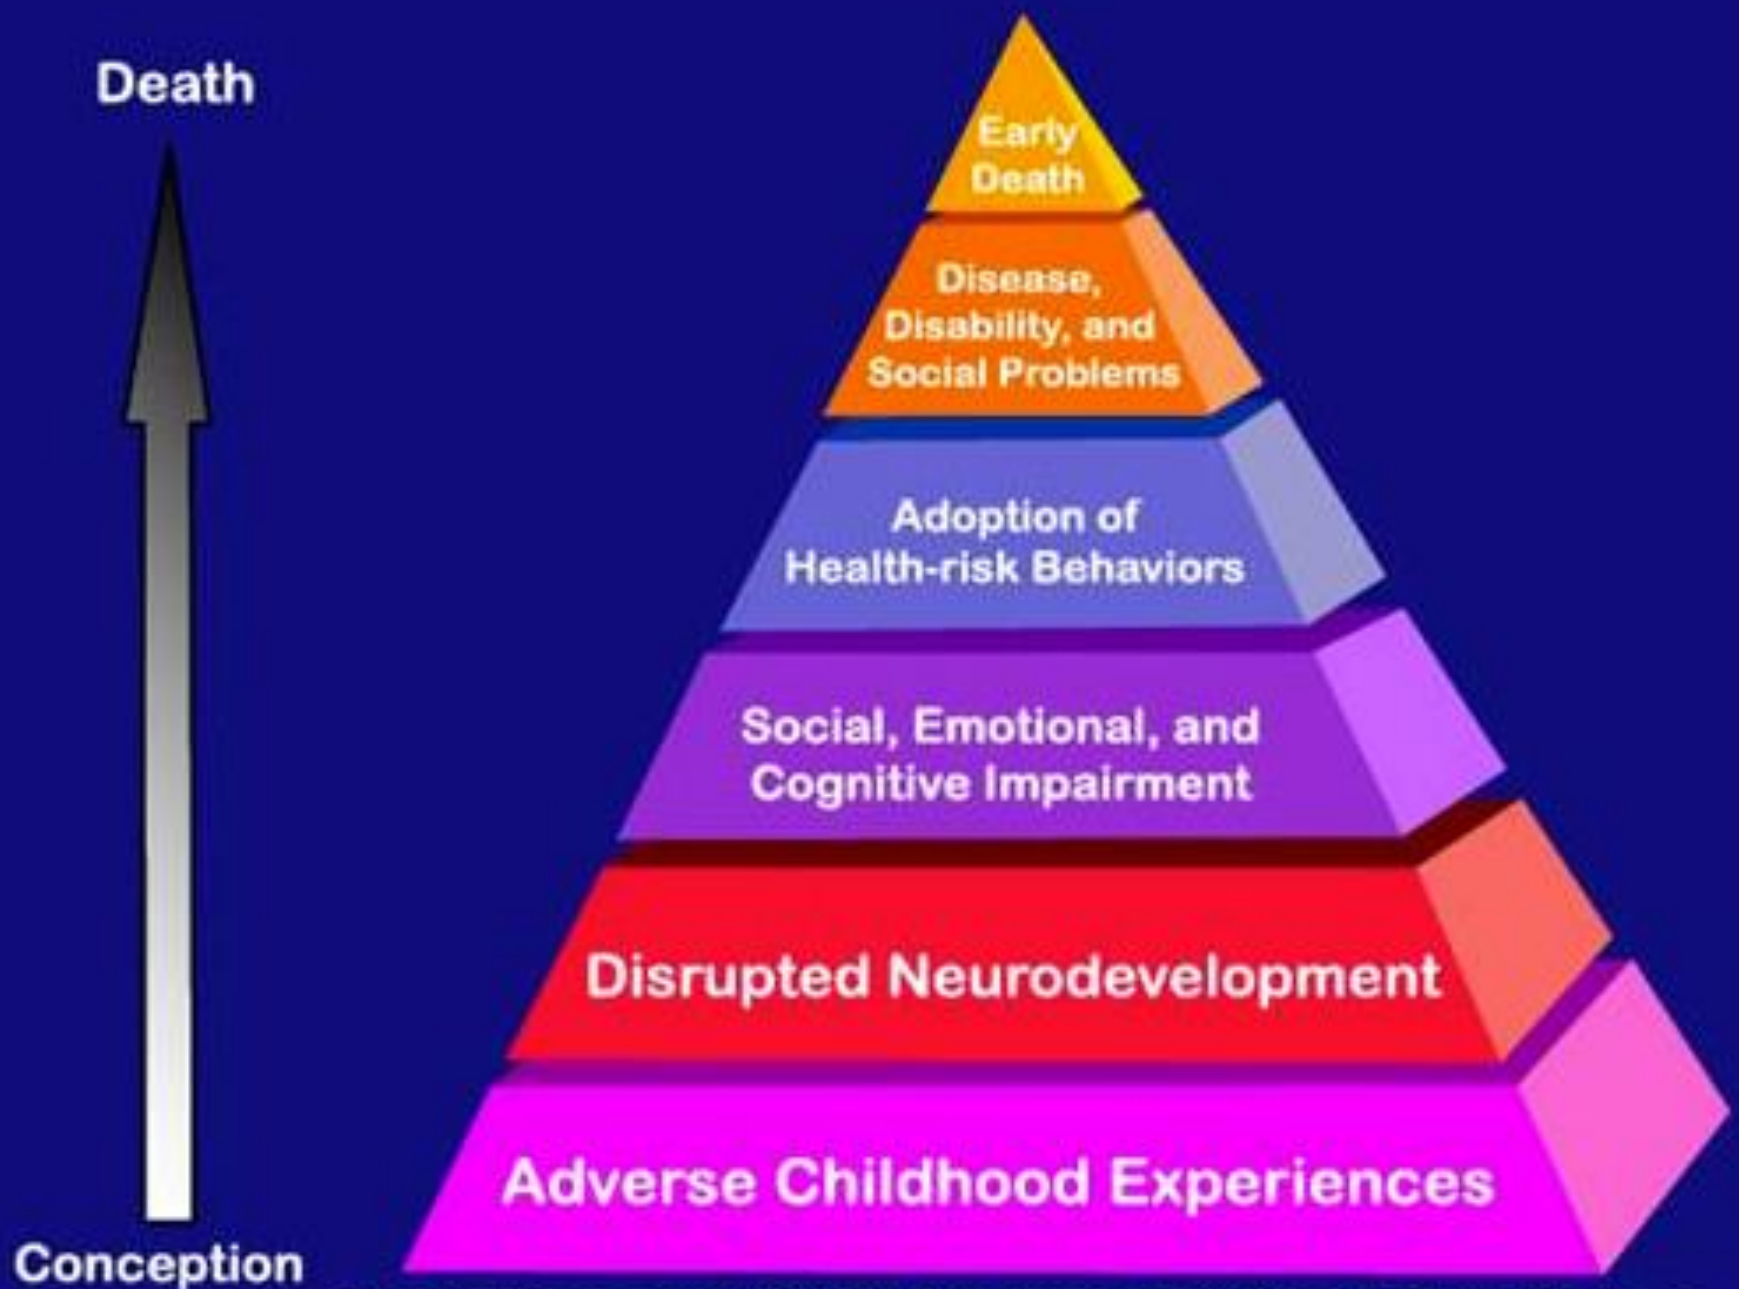 Death
Early
Death
Disease,
Disability, and
Social Problems
Adoption of
Health-risk Behaviors
Social, Emotional, and
Cognitive Impairment
Disrupted Neurodevelopment
Adverse Childhood Experiences
Conception